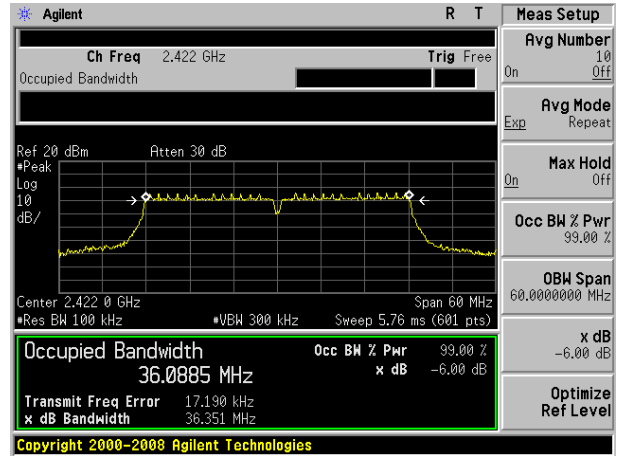 Agilent R T
Ch Freq 2.422 GHz Trig Free
Occupied Bandwidth
Ref 20 dBm Atten 30 dB
#Peak
Log
10
dB/
Center 2.422 0 GHz Span 60 MHz
#Res BW 100 kHz #VBW 300 kHz Sweep 5.76 ms (601 pts)
Occupied Bandwidth Occ BW % Pwr 99.00 %
36.0885 MHz x dB -6.00 dB
Transmit Freq Error 17.190 kHz
x dB Bandwidth 36.351 MHz
Copyright 2000-2008 Agilent Technologies
Meas Setup
Avg Number
10
On Off
Avg Mode
Exp Repeat
Max Hold
On Off
Occ BW % Pwr
99.00 %
OBW Span
60.0000000 MHz
x dB
-6.00 dB
Optimize
Ref Level